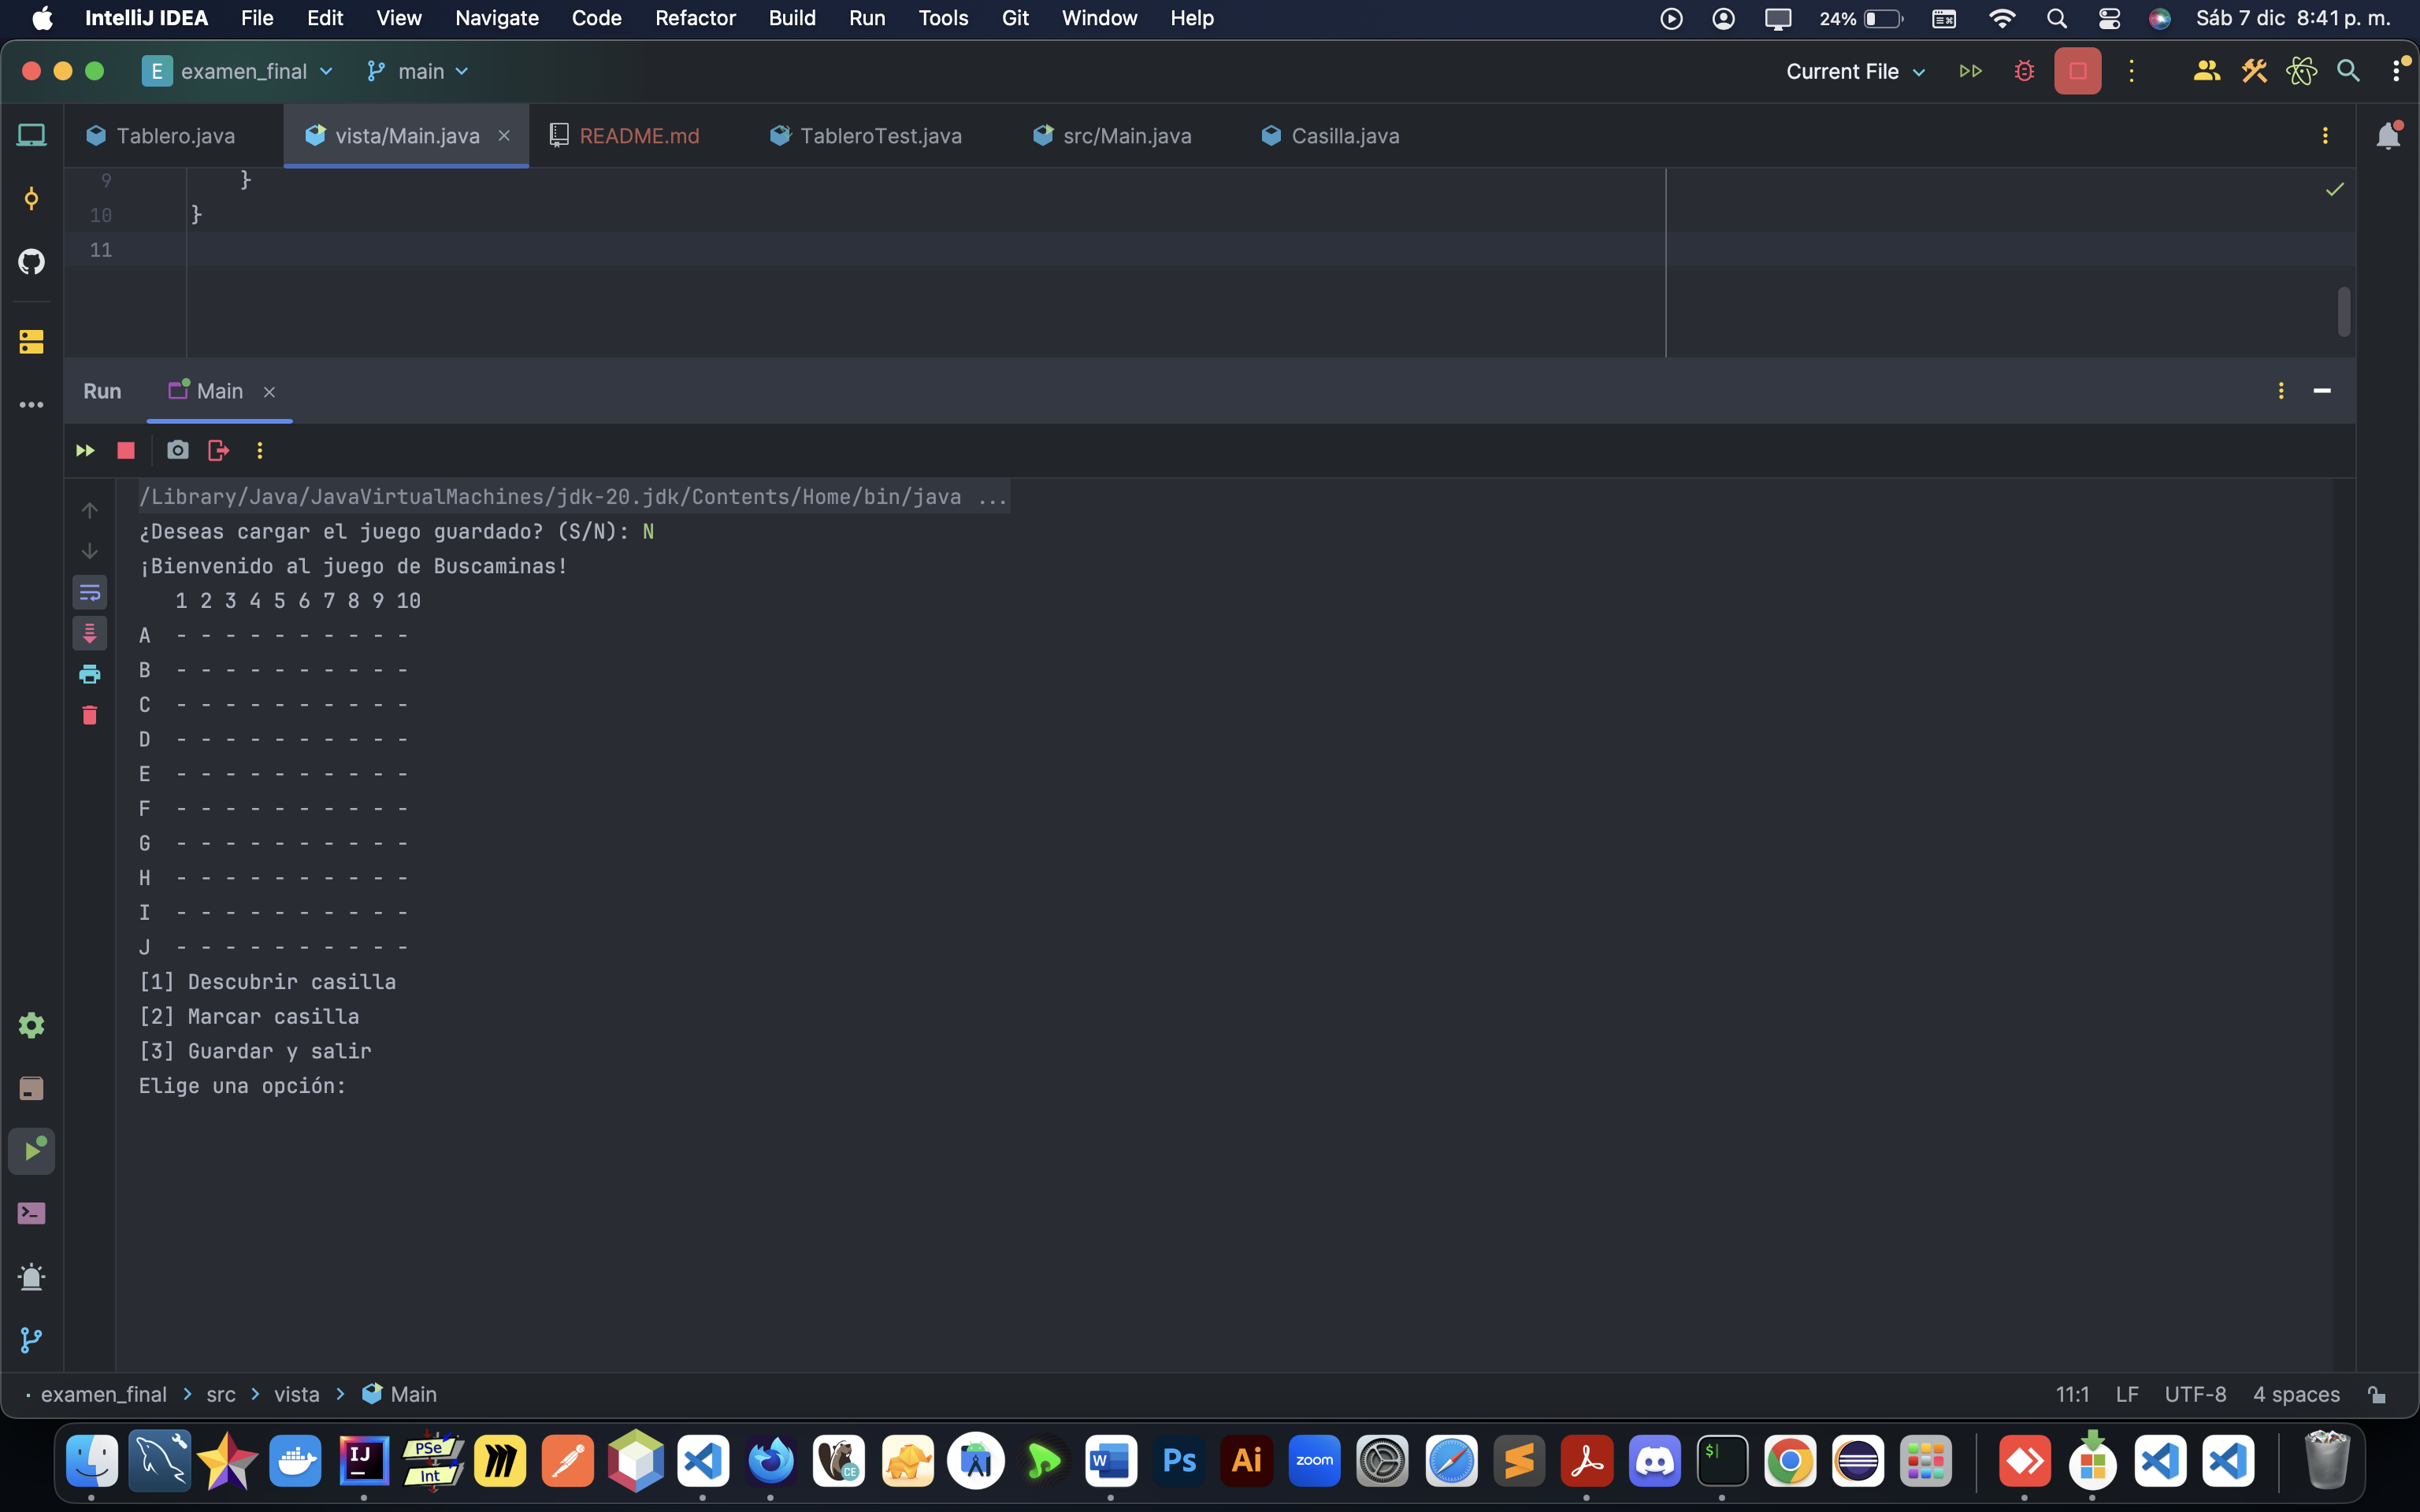 IntelliJ IDEA File Edit View Navigate Code Refactor Build Run Tools Git Window Help 24% Sáb 7 dic 8:41 p. m.
E examen_final main Current File
Tablero.java vista/Main.java README.md TableroTest.java src/Main.java Casilla.java
9 }
10 }
11
Run Main
/Library/Java/JavaVirtualMachines/jdk-20.jdk/Contents/Home/bin/java ...
¿Deseas cargar el juego guardado? (S/N): N
¡Bienvenido al juego de Buscaminas!
1 2 3 4 5 6 7 8 9 10
A - - - - - - - - - -
B - - - - - - - - - -
C - - - - - - - - - -
D - - - - - - - - - -
E - - - - - - - - - -
F - - - - - - - - - -
G - - - - - - - - - -
H - - - - - - - - - -
I - - - - - - - - - -
J - - - - - - - - - -
[1] Descubrir casilla
[2] Marcar casilla
[3] Guardar y salir
Elige una opción:
examen_final > src > vista > Main 11:1 LF UTF-8 4 spaces
IJ PSe Int CE W Ps Ai zoom $